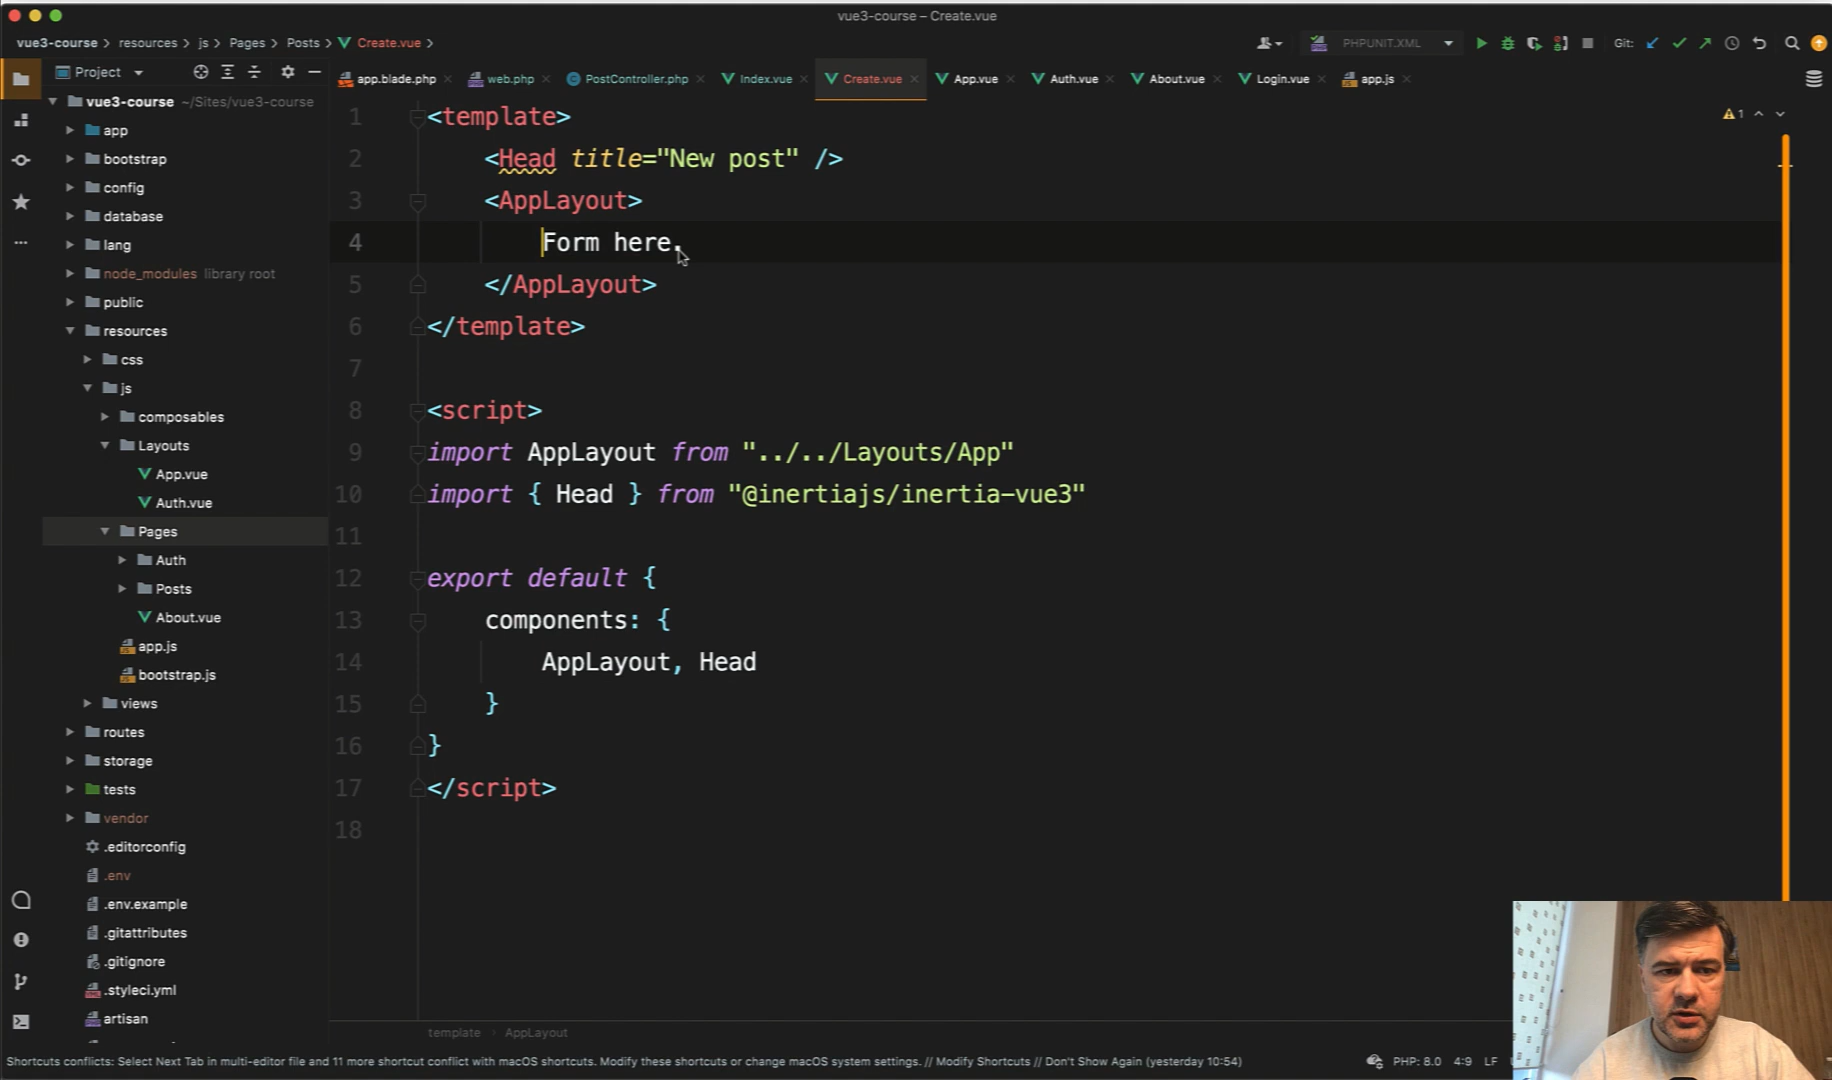 vue3-course – Create.vue
vue3-course resources js Pages Posts Create.vue
PHPUNIT.XML Git:
Project
app.blade.php web.php PostController.php Index.vue Create.vue App.vue Auth.vue About.vue Login.vue app.js
vue3-course ~/Sites/vue3-course
app
bootstrap
config
database
lang
node_modules library root
public
resources
css
js
composables
Layouts
App.vue
Auth.vue
Pages
Auth
Posts
About.vue
app.js
bootstrap.js
views
routes
storage
tests
vendor
.editorconfig
.env
.env.example
.gitattributes
.gitignore
.styleci.yml
artisan
1
1 <template>
2 <Head title="New post" />
3 <AppLayout>
4 Form here.
5 </AppLayout>
6 </template>
7
8 <script>
9 import AppLayout from "../../Layouts/App"
10 import { Head } from "@inertiajs/inertia-vue3"
11
12 export default {
13 components: {
14 AppLayout, Head
15 }
16 }
17 </script>
18
template AppLayout
Shortcuts conflicts: Select Next Tab in multi-editor file and 11 more shortcut conflict with macOS shortcuts. Modify these shortcuts or change macOS system settings. // Modify Shortcuts // Don't Show Again (yesterday 10:54)
PHP: 8.0 4:9 LF